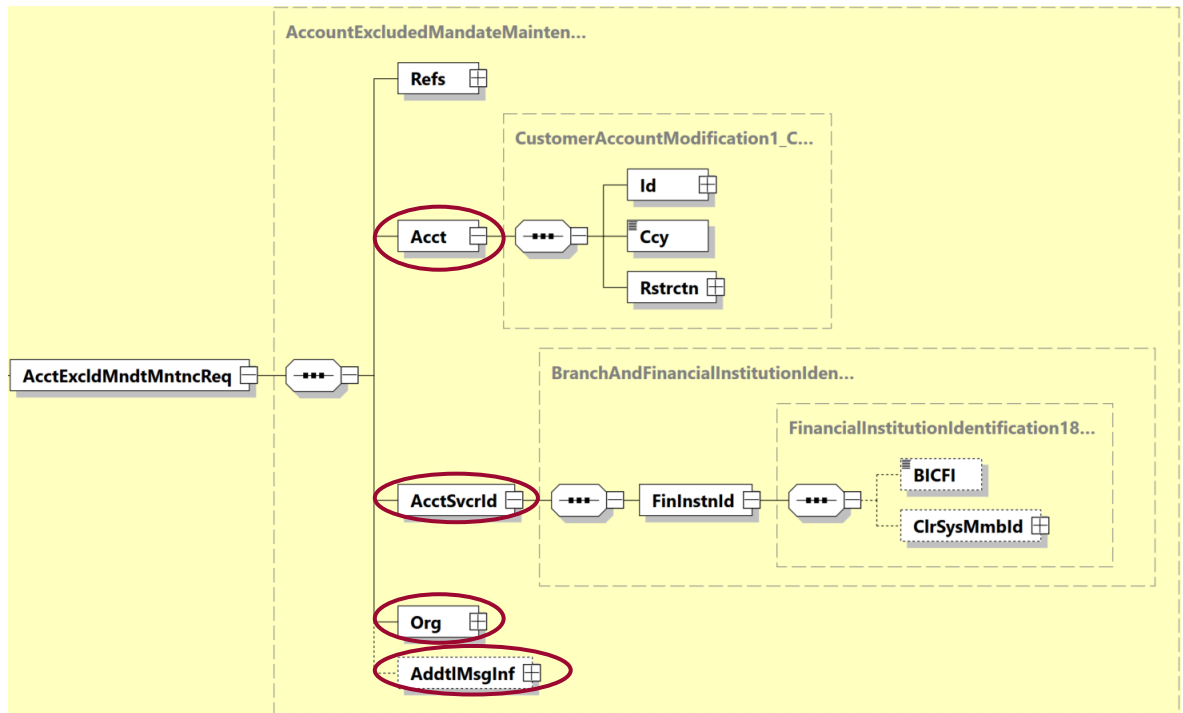 AccountExcludedMandateMainten...
Refs
CustomerAccountModification1_C...
Id
Acct
Ccy
Rstrctn
AcctExcldMndtMntncReq
BranchAndFinancialInstitutionIden...
FinancialInstitutionIdentification18...
BICFI
AcctSvcrId
FinInstnId
ClrSysMmbId
Org
AddtlMsgInf